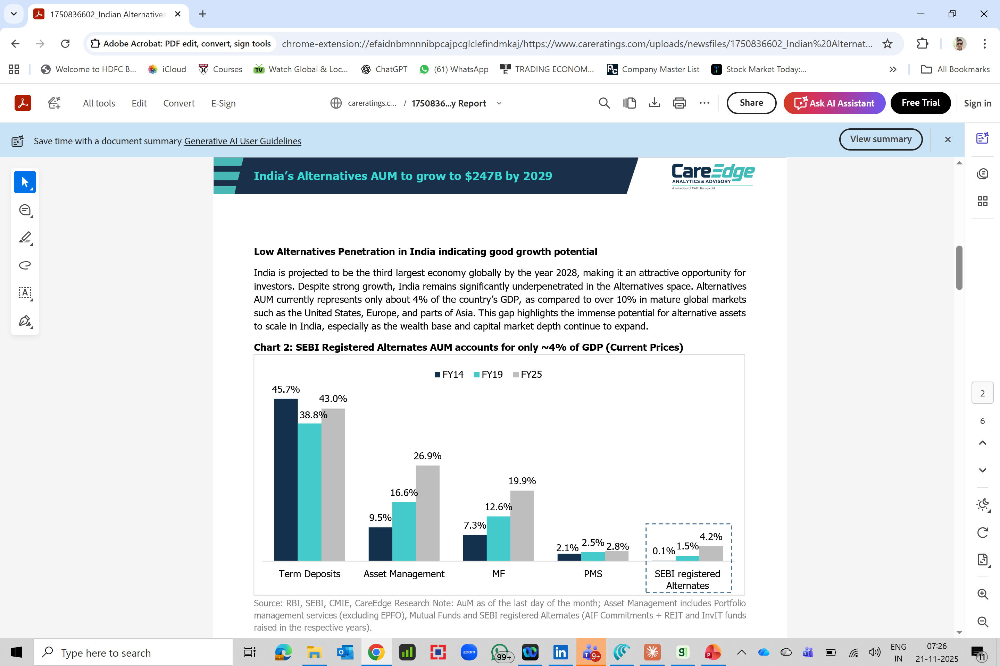 1750836602_Indian Alternatives
Adobe Acrobat: PDF edit, convert, sign tools
chrome-extension://efaidnbmnnnibpcajpcglclefindmkaj/https://www.careratings.com/uploads/newsfiles/1750836602_Indian%20Alternat...
Welcome to HDFC B...
iCloud
Courses
TV
Watch Global & Loc...
ChatGPT
(61) WhatsApp
TE
TRADING ECONOM...
Company Master List
Stock Market Today:...
All Bookmarks
All tools
Edit
Convert
E-Sign
careratings.c... / 1750836...y Report
Share
Ask AI Assistant
Free Trial
Sign in
Save time with a document summary Generative AI User Guidelines
View summary
India's Alternatives AUM to grow to $247B by 2029
CareEdge
ANALYTICS & ADVISORY
A subsidiary of CARE Ratings Ltd.
Low Alternatives Penetration in India indicating good growth potential
India is projected to be the third largest economy globally by the year 2028, making it an attractive opportunity for
investors. Despite strong growth, India remains significantly underpenetrated in the Alternatives space. Alternatives
AUM currently represents only about 4% of the country's GDP, as compared to over 10% in mature global markets
such as the United States, Europe, and parts of Asia. This gap highlights the immense potential for alternative assets
to scale in India, especially as the wealth base and capital market depth continue to expand.
Chart 2: SEBI Registered Alternates AUM accounts for only ~4% of GDP (Current Prices)
FY14 FY19 FY25
45.7%
38.8%
43.0%
9.5%
16.6%
26.9%
7.3%
12.6%
19.9%
2.1%
2.5%
2.8%
0.1%
1.5%
4.2%
Term Deposits
Asset Management
MF
PMS
SEBI registered
Alternates
Source: RBI, SEBI, CMIE, CareEdge Research Note: AuM as of the last day of the month; Asset Management includes Portfolio
management services (excluding EPFO), Mutual Funds and SEBI registered Alternates (AIF Commitments + REIT and InvIT funds
raised in the respective years).
2
6
Type here to search
zoom
99+
in
9+
ENG
IN
07:26
21-11-2025
11